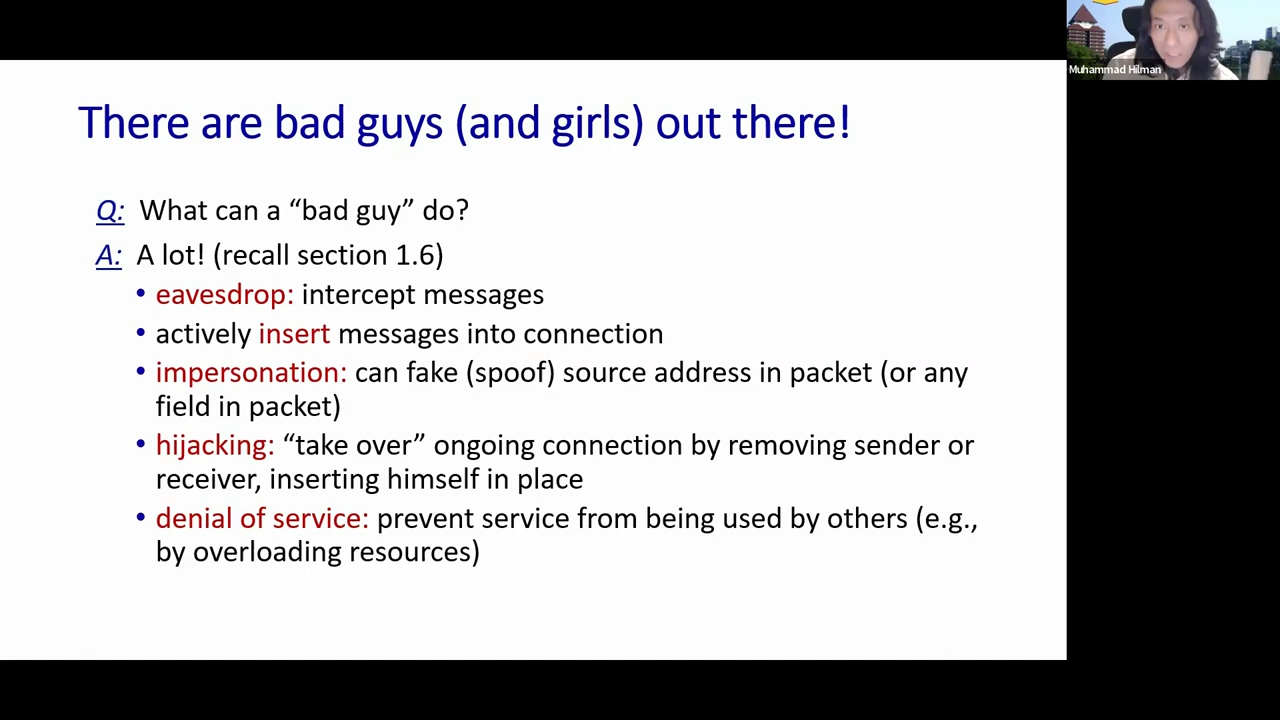 Muhammad Hilman
There are bad guys (and girls) out there!
Q: What can a “bad guy” do?
A: A lot! (recall section 1.6)
• eavesdrop: intercept messages
• actively insert messages into connection
• impersonation: can fake (spoof) source address in packet (or any
field in packet)
• hijacking: “take over” ongoing connection by removing sender or
receiver, inserting himself in place
• denial of service: prevent service from being used by others (e.g.,
by overloading resources)